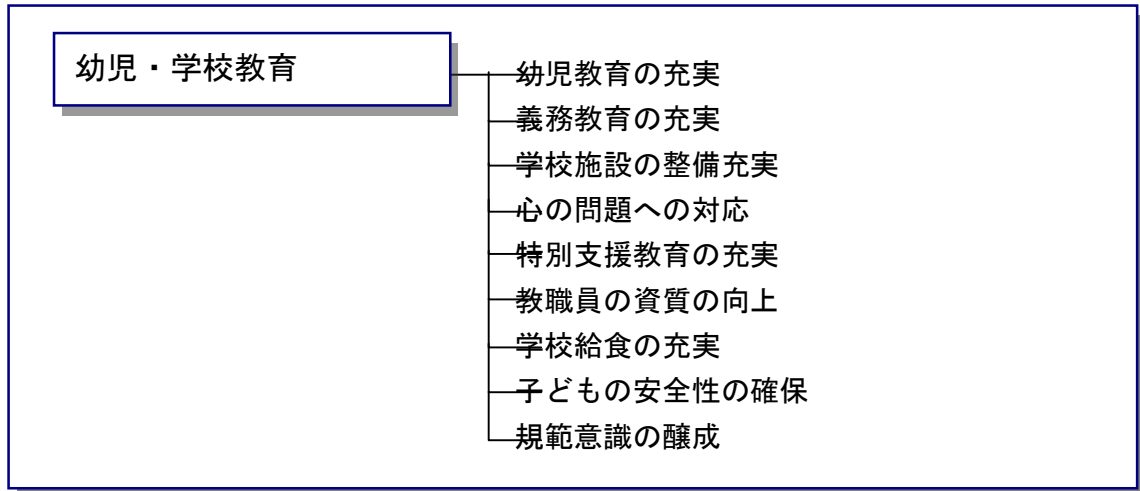 幼児・学校教育
幼児教育の充実
義務教育の充実
学校施設の整備充実
心の問題への対応
特別支援教育の充実
教職員の資質の向上
学校給食の充実
子どもの安全性の確保
規範意識の醸成